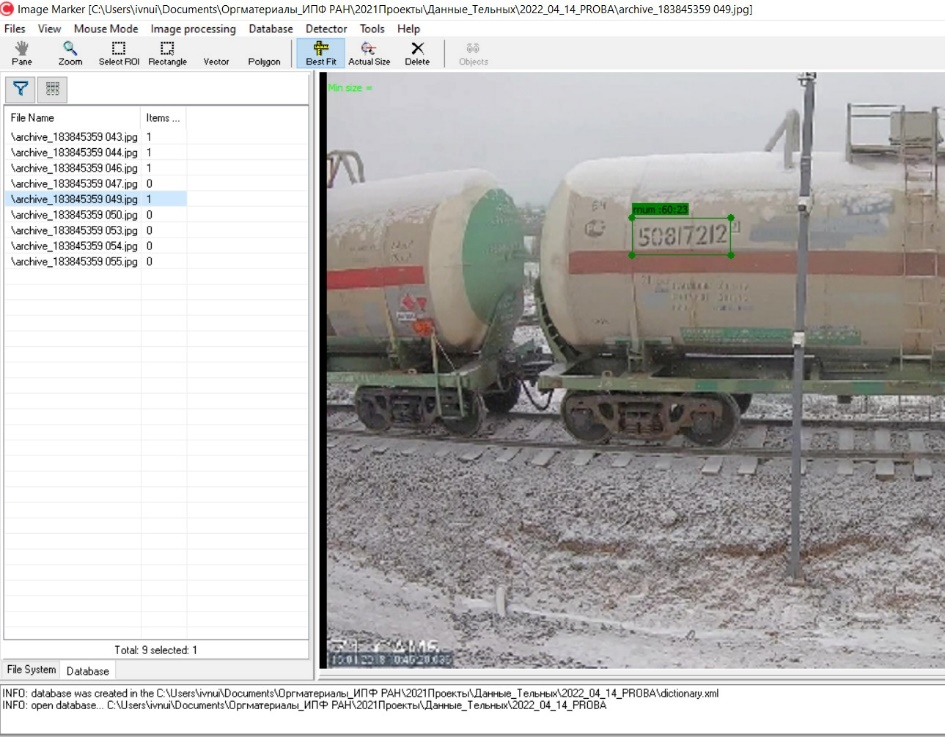 Image Marker [C:\Users\ivnui\Documents\Оргматериалы_ИПФ РАН\2021Проекты\Данные_Тельных\2022_04_14_PROBA\archive_183845359 049.jpg]
Files View Mouse Mode Image processing Database Detector Tools Help
Pane Zoom Select ROI Rectangle Vector Polygon Best Fit Actual Size Delete Objects
File Name Items ...
\archive_183845359 043.jpg 1
\archive_183845359 044.jpg 1
\archive_183845359 046.jpg 1
\archive_183845359 047.jpg 0
\archive_183845359 049.jpg 1
\archive_183845359 050.jpg 0
\archive_183845359 053.jpg 0
\archive_183845359 054.jpg 0
\archive_183845359 055.jpg 0
Total: 9 selected: 1
File System Database
Min size =
64
rnum :60:23
50817212
INFO: database was created in the C:\Users\ivnui\Documents\Оргматериалы_ИПФ РАН\2021Проекты\Данные_Тельных\2022_04_14_PROBA\dictionary.xml
INFO: open database... C:\Users\ivnui\Documents\Оргматериалы_ИПФ РАН\2021Проекты\Данные_Тельных\2022_04_14_PROBA